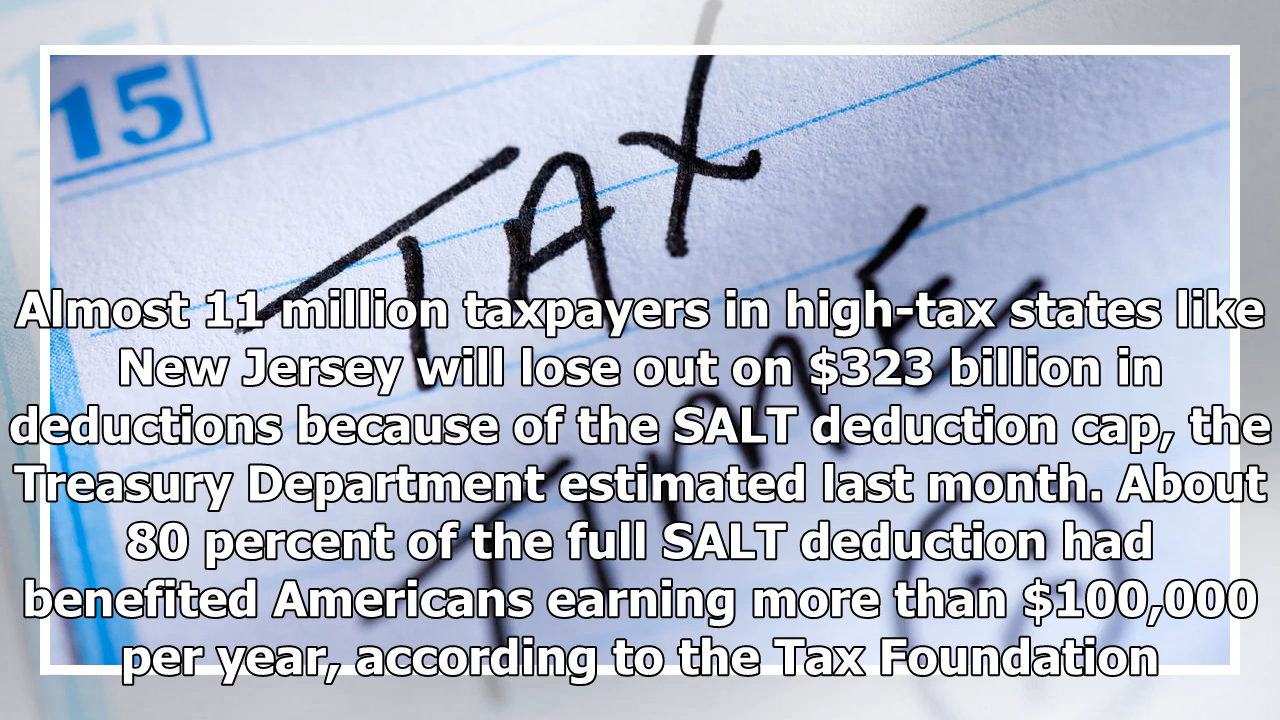 15
TAX
TimE
Almost 11 million taxpayers in high-tax states like
New Jersey will lose out on $323 billion in
deductions because of the SALT deduction cap, the
Treasury Department estimated last month. About
80 percent of the full SALT deduction had
benefited Americans earning more than $100,000
per year, according to the Tax Foundation